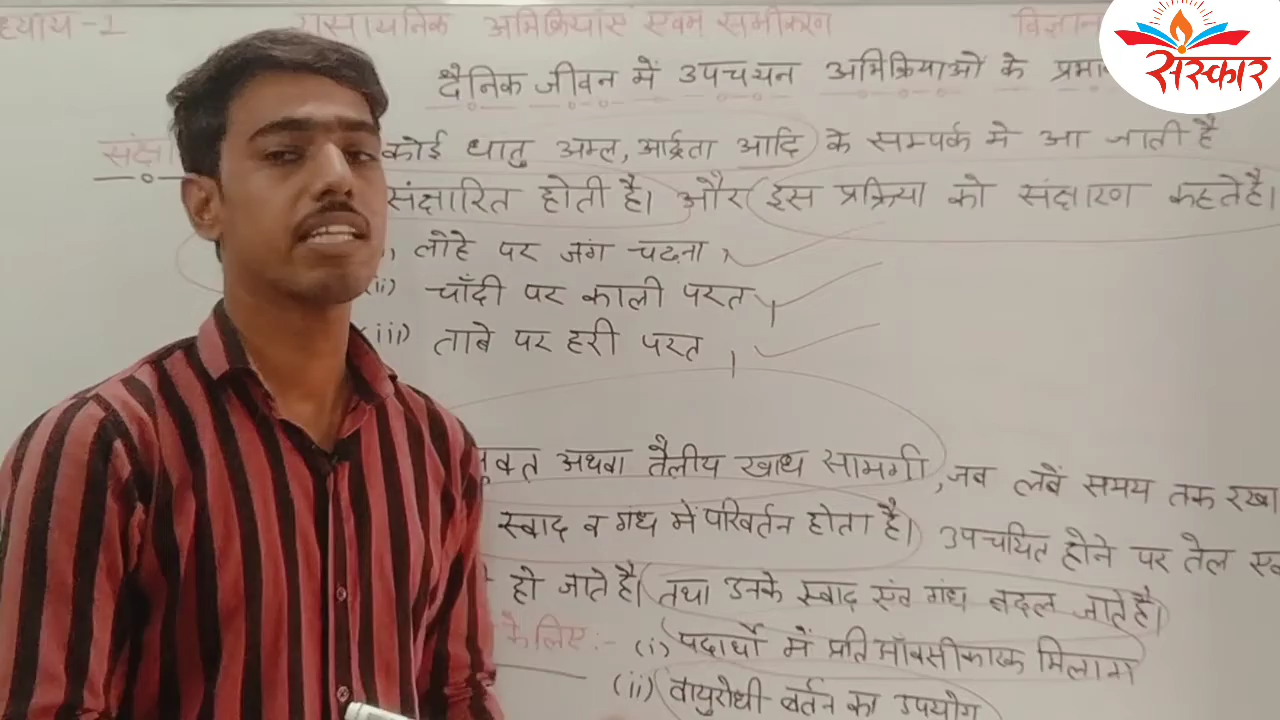 ध्याय-1 रासायनिक अभिक्रियाएं एवम समीकरण विज्ञान
संस्कार
दैनिक जीवन में उपचयन अभिक्रियाओं के
कोई धातु अम्ल, आर्द्रता आदि के सम्पर्क मे आ जाती है
संक्षारित होती है। और इस प्रक्रिया को संक्षारण कहते है।
लोहे पर जंग चढना,
(ii) चाँदी पर काली परत,
(iii) ताबे पर हरी परत,
अथवा तैलीय खाद्य सामगी, जब लंबें समय तक रखा
स्वाद व गंध में परिवर्तन होता है। उपचयित होने पर तेल
हो जाते है। तथा उनके स्वाद एंव गंध बदल जाते है।
के लिए:- (i) पदार्थो में प्रतिऑक्सीकारक मिलाना
(ii) वायुरोधी बर्तन का उपयोग